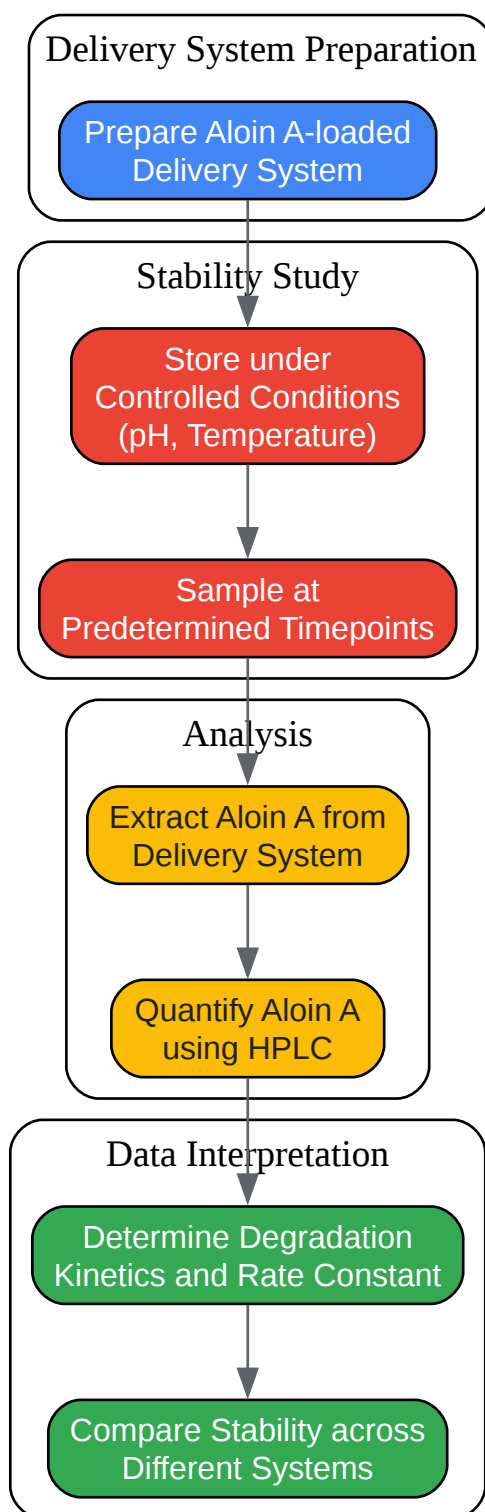 Delivery System Preparation
Prepare Aloin A-loaded
Delivery System
Stability Study
Store under
Controlled Conditions
(pH, Temperature)
Sample at
Predetermined Timepoints
Analysis
Extract Aloin A from
Delivery System
Quantify Aloin A
using HPLC
Data Interpretation
Determine Degradation
Kinetics and Rate Constant
Compare Stability across
Different Systems